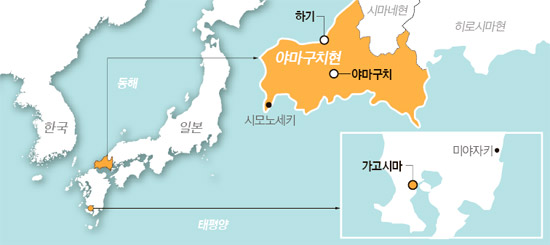 하기
시마네현
히로시마현
야마구치현
야마구치
동해
시모노세키
한국
일본
미야자키
가고시마
태평양